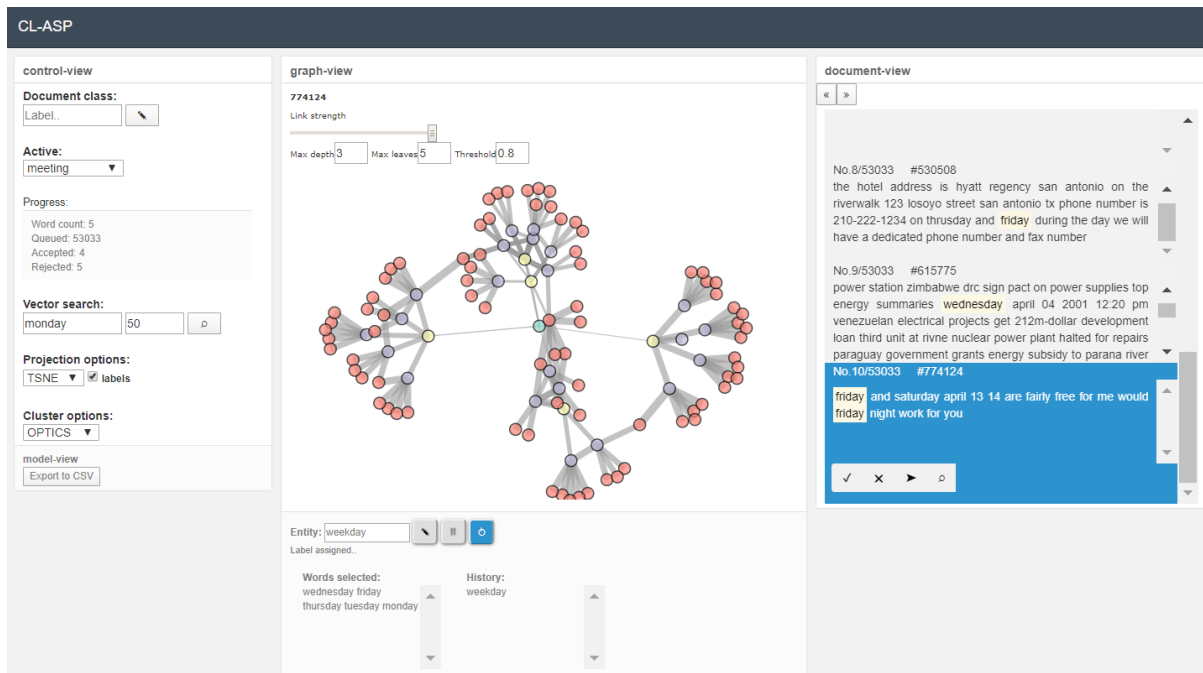 CL-ASP
control-view
Document class:
Label..
Active:
meeting
Progress:
Word count: 5
Queued: 53033
Accepted: 4
Rejected: 5
Vector search:
monday
50
Projection options:
TSNE
labels
Cluster options:
OPTICS
model-view
Export to CSV
graph-view
774124
Link strength
Max depth 3 Max leaves 5 Threshold 0.8
Entity: weekday
Label assigned..
Words selected:
wednesday friday
thursday tuesday monday
History:
weekday
document-view
« »
No.8/53033 #530508
the hotel address is hyatt regency san antonio on the
riverwalk 123 losoyo street san antonio tx phone number is
210-222-1234 on thrusday and friday during the day we will
have a dedicated phone number and fax number
No.9/53033 #615775
power station zimbabwe drc sign pact on power supplies top
energy summaries wednesday april 04 2001 12:20 pm
venezuelan electrical projects get 212m-dollar development
loan third unit at rivne nuclear power plant halted for repairs
paraguay government grants energy subsidy to parana river
No.10/53033 #774124
friday and saturday april 13 14 are fairly free for me would
friday night work for you